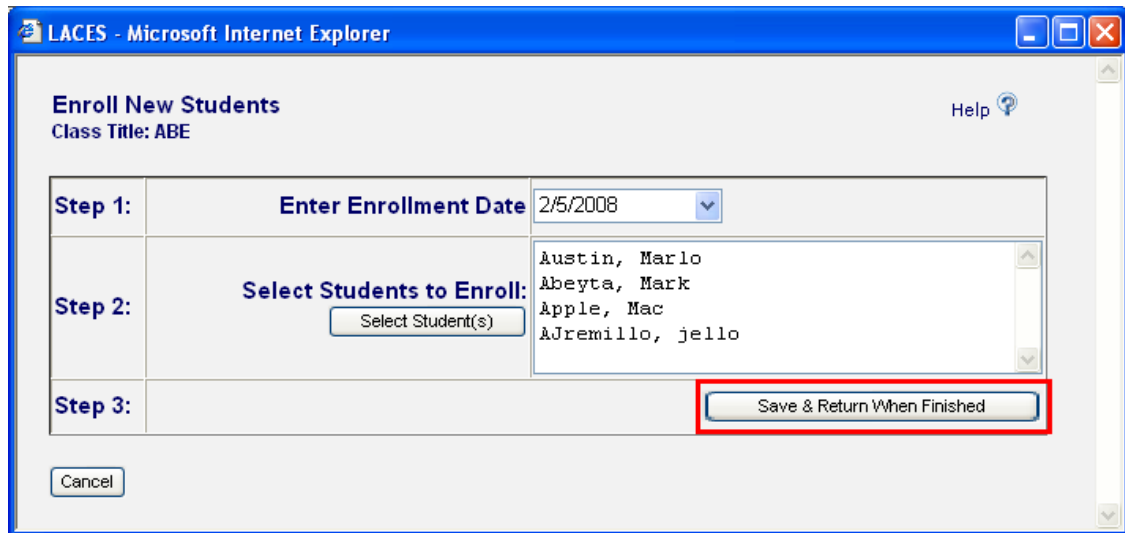 LACES - Microsoft Internet Explorer
Enroll New Students
Help
Class Title: ABE
Step 1:
Enter Enrollment Date
2/5/2008
Step 2:
Select Students to Enroll:
Select Student(s)
Austin, Marlo
Abeyta, Mark
Apple, Mac
AJremillo, jello
Step 3:
Save & Return When Finished
Cancel